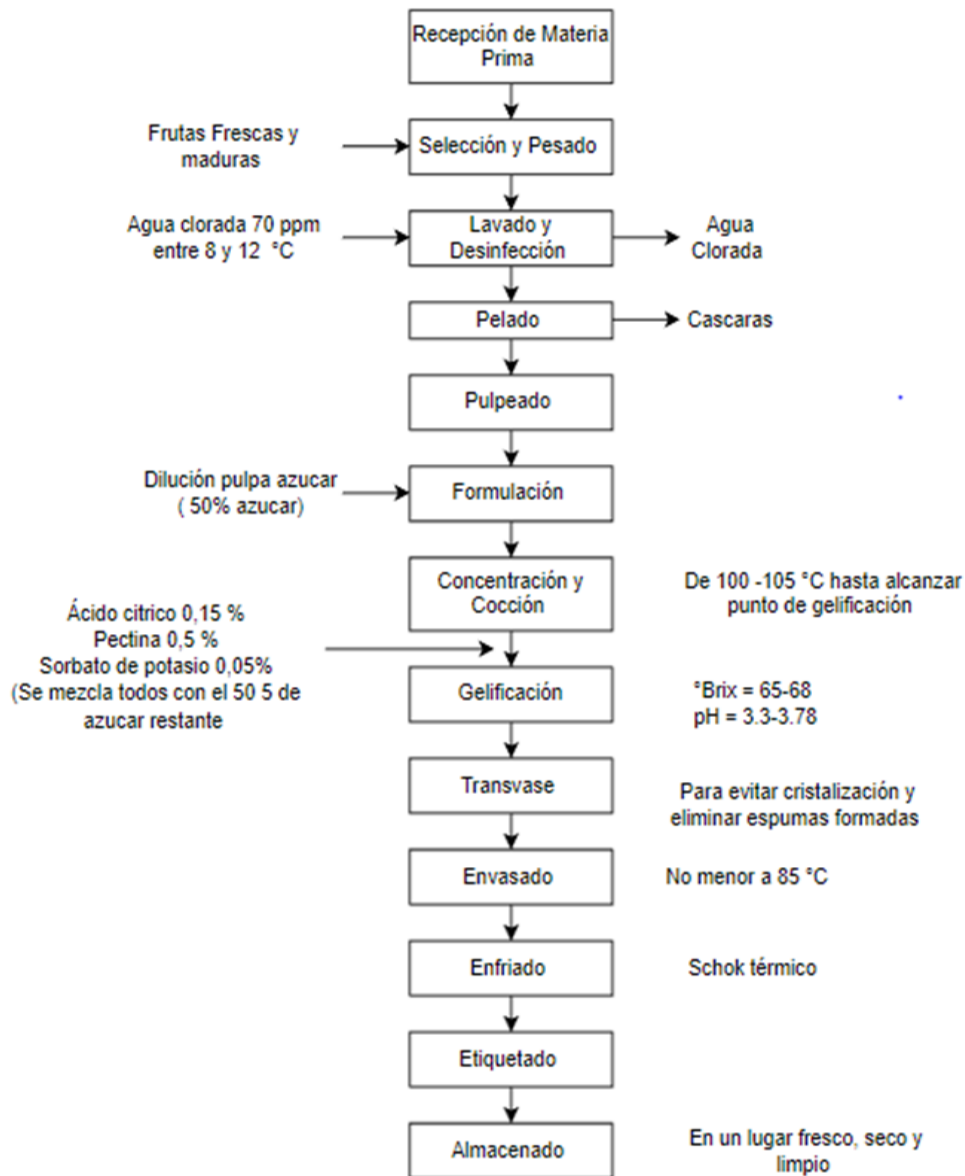 Recepción de Materia
Prima
Frutas Frescas y
maduras
Selección y Pesado
Agua clorada 70 ppm
entre 8 y 12 °C
Lavado y
Desinfección
Agua
Clorada
Pelado
Cascaras
Pulpeado
Dilución pulpa azucar
( 50% azucar)
Formulación
Concentración y
Cocción
De 100 -105 °C hasta alcanzar
punto de gelificación
Ácido citrico 0,15 %
Pectina 0,5 %
Sorbato de potasio 0,05%
(Se mezcla todos con el 50 5 de
azucar restante
Gelificación
°Brix = 65-68
pH = 3.3-3.78
Transvase
Para evitar cristalización y
eliminar espumas formadas
Envasado
No menor a 85 °C
Enfriado
Schok térmico
Etiquetado
Almacenado
En un lugar fresco, seco y
limpio